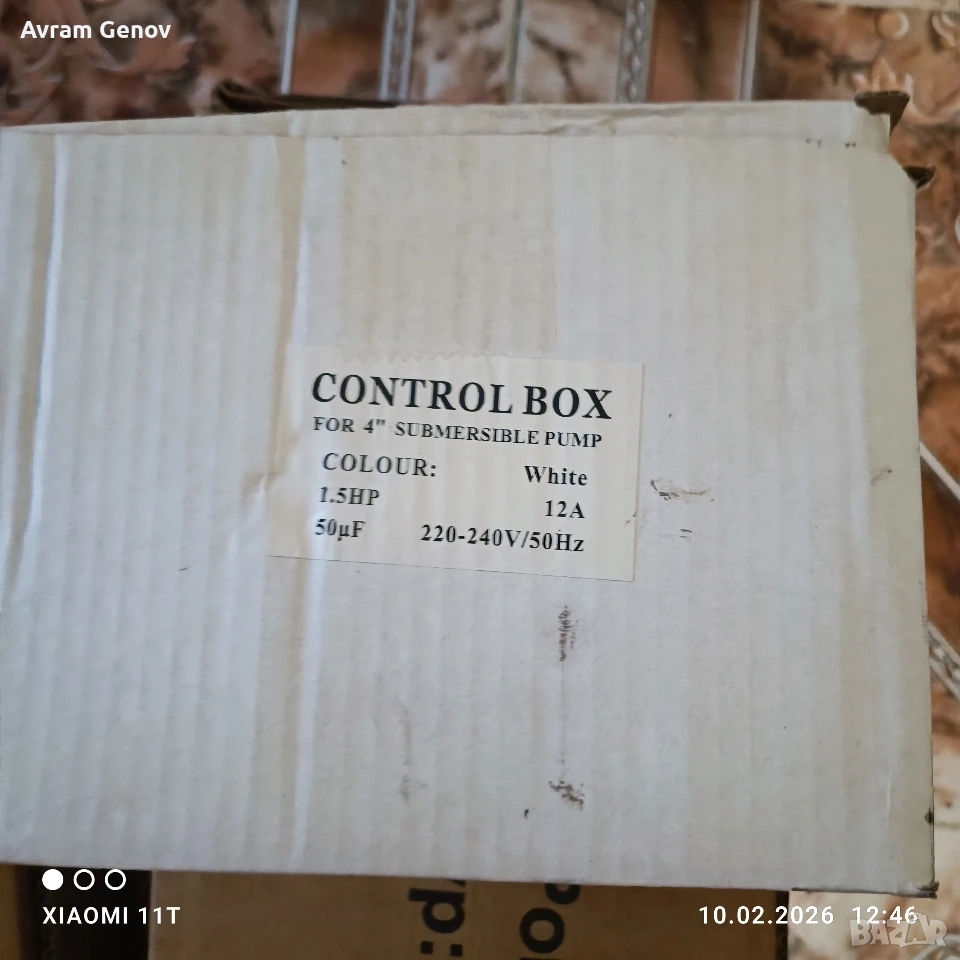 Avram Genov
CONTROL BOX
FOR 4" SUBMERSIBLE PUMP
COLOUR: White
1.5HP 12A
50µF 220-240V/50Hz
XIAOMI 11T
10.02.2026 12:46
BAZAR